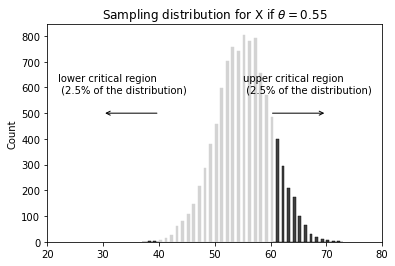 Sampling distribution for X if θ = 0.55
800
700
600
500
400
300
200
100
0
Count
lower critical region
(2.5% of the distribution)
upper critical region
(2.5% of the distribution)
20 30 40 50 60 70 80